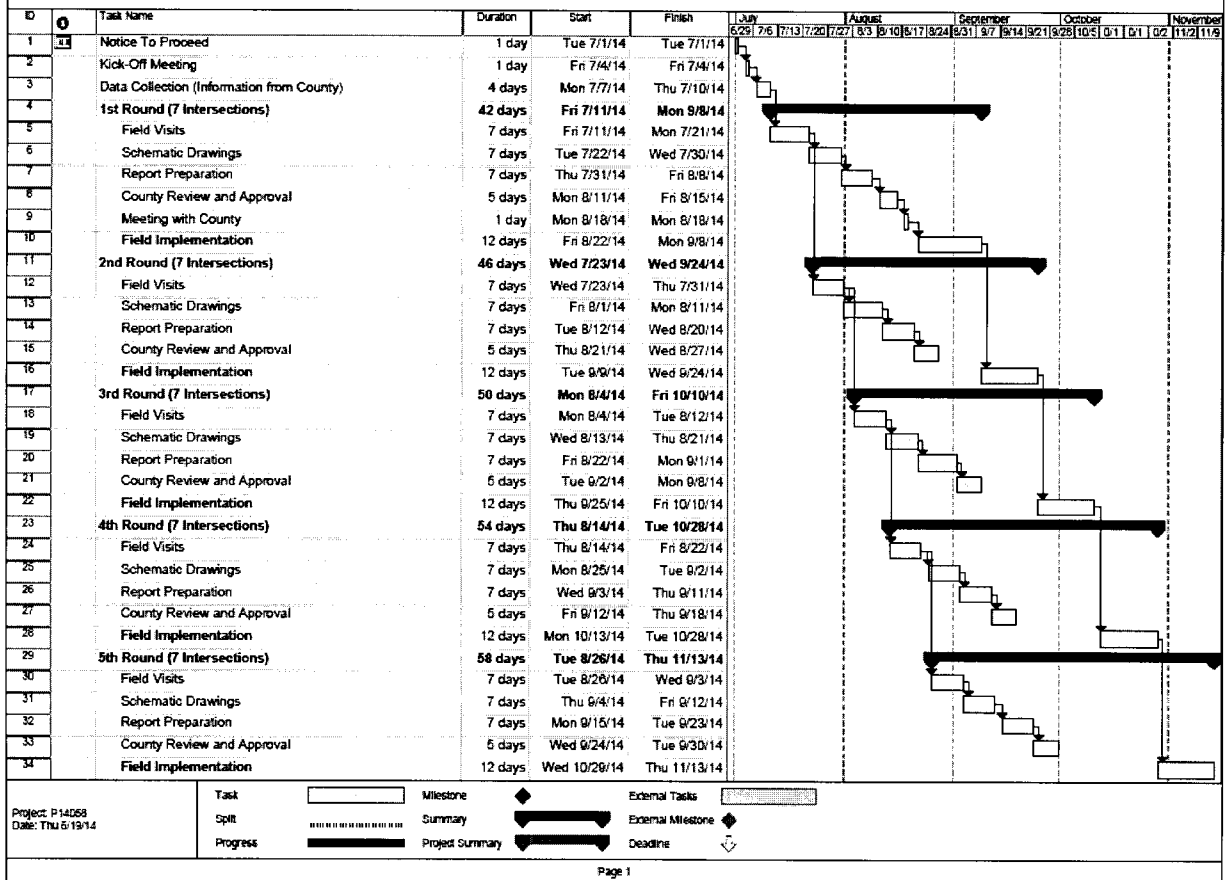 ID Task Name Duration Start Finish July August September October November
6/29 7/6 7/13 7/20 7/27 8/3 8/10 8/17 8/24 8/31 9/7 9/14 9/21 9/28 10/5 0/1 0/1 0/2 11/2 11/9
1 Notice To Proceed 1 day Tue 7/1/14 Tue 7/1/14
2 Kick-Off Meeting 1 day Fri 7/4/14 Fri 7/4/14
3 Data Collection (Information from County) 4 days Mon 7/7/14 Thu 7/10/14
4 1st Round (7 Intersections) 42 days Fri 7/11/14 Mon 9/8/14
5 Field Visits 7 days Fri 7/11/14 Mon 7/21/14
6 Schematic Drawings 7 days Tue 7/22/14 Wed 7/30/14
7 Report Preparation 7 days Thu 7/31/14 Fri 8/8/14
8 County Review and Approval 5 days Mon 8/11/14 Fri 8/15/14
9 Meeting with County 1 day Mon 8/18/14 Mon 8/18/14
10 Field Implementation 12 days Fri 8/22/14 Mon 9/8/14
11 2nd Round (7 Intersections) 46 days Wed 7/23/14 Wed 9/24/14
12 Field Visits 7 days Wed 7/23/14 Thu 7/31/14
13 Schematic Drawings 7 days Fri 8/1/14 Mon 8/11/14
14 Report Preparation 7 days Tue 8/12/14 Wed 8/20/14
15 County Review and Approval 5 days Thu 8/21/14 Wed 8/27/14
16 Field Implementation 12 days Tue 9/9/14 Wed 9/24/14
17 3rd Round (7 Intersections) 50 days Mon 8/4/14 Fri 10/10/14
18 Field Visits 7 days Mon 8/4/14 Tue 8/12/14
19 Schematic Drawings 7 days Wed 8/13/14 Thu 8/21/14
20 Report Preparation 7 days Fri 8/22/14 Mon 9/1/14
21 County Review and Approval 5 days Tue 9/2/14 Mon 9/8/14
22 Field Implementation 12 days Thu 9/25/14 Fri 10/10/14
23 4th Round (7 Intersections) 54 days Thu 8/14/14 Tue 10/28/14
24 Field Visits 7 days Thu 8/14/14 Fri 8/22/14
25 Schematic Drawings 7 days Mon 8/25/14 Tue 9/2/14
26 Report Preparation 7 days Wed 9/3/14 Thu 9/11/14
27 County Review and Approval 5 days Fri 9/12/14 Thu 9/18/14
28 Field Implementation 12 days Mon 10/13/14 Tue 10/28/14
29 5th Round (7 Intersections) 58 days Tue 8/26/14 Thu 11/13/14
30 Field Visits 7 days Tue 8/26/14 Wed 9/3/14
31 Schematic Drawings 7 days Thu 9/4/14 Fri 9/12/14
32 Report Preparation 7 days Mon 9/15/14 Tue 9/23/14
33 County Review and Approval 5 days Wed 9/24/14 Tue 9/30/14
34 Field Implementation 12 days Wed 10/29/14 Thu 11/13/14
Task Milestone External Tasks
Project: P14056
Split Summary External Milestone
Date: Thu 6/19/14
Progress Project Summary Deadline
Page 1